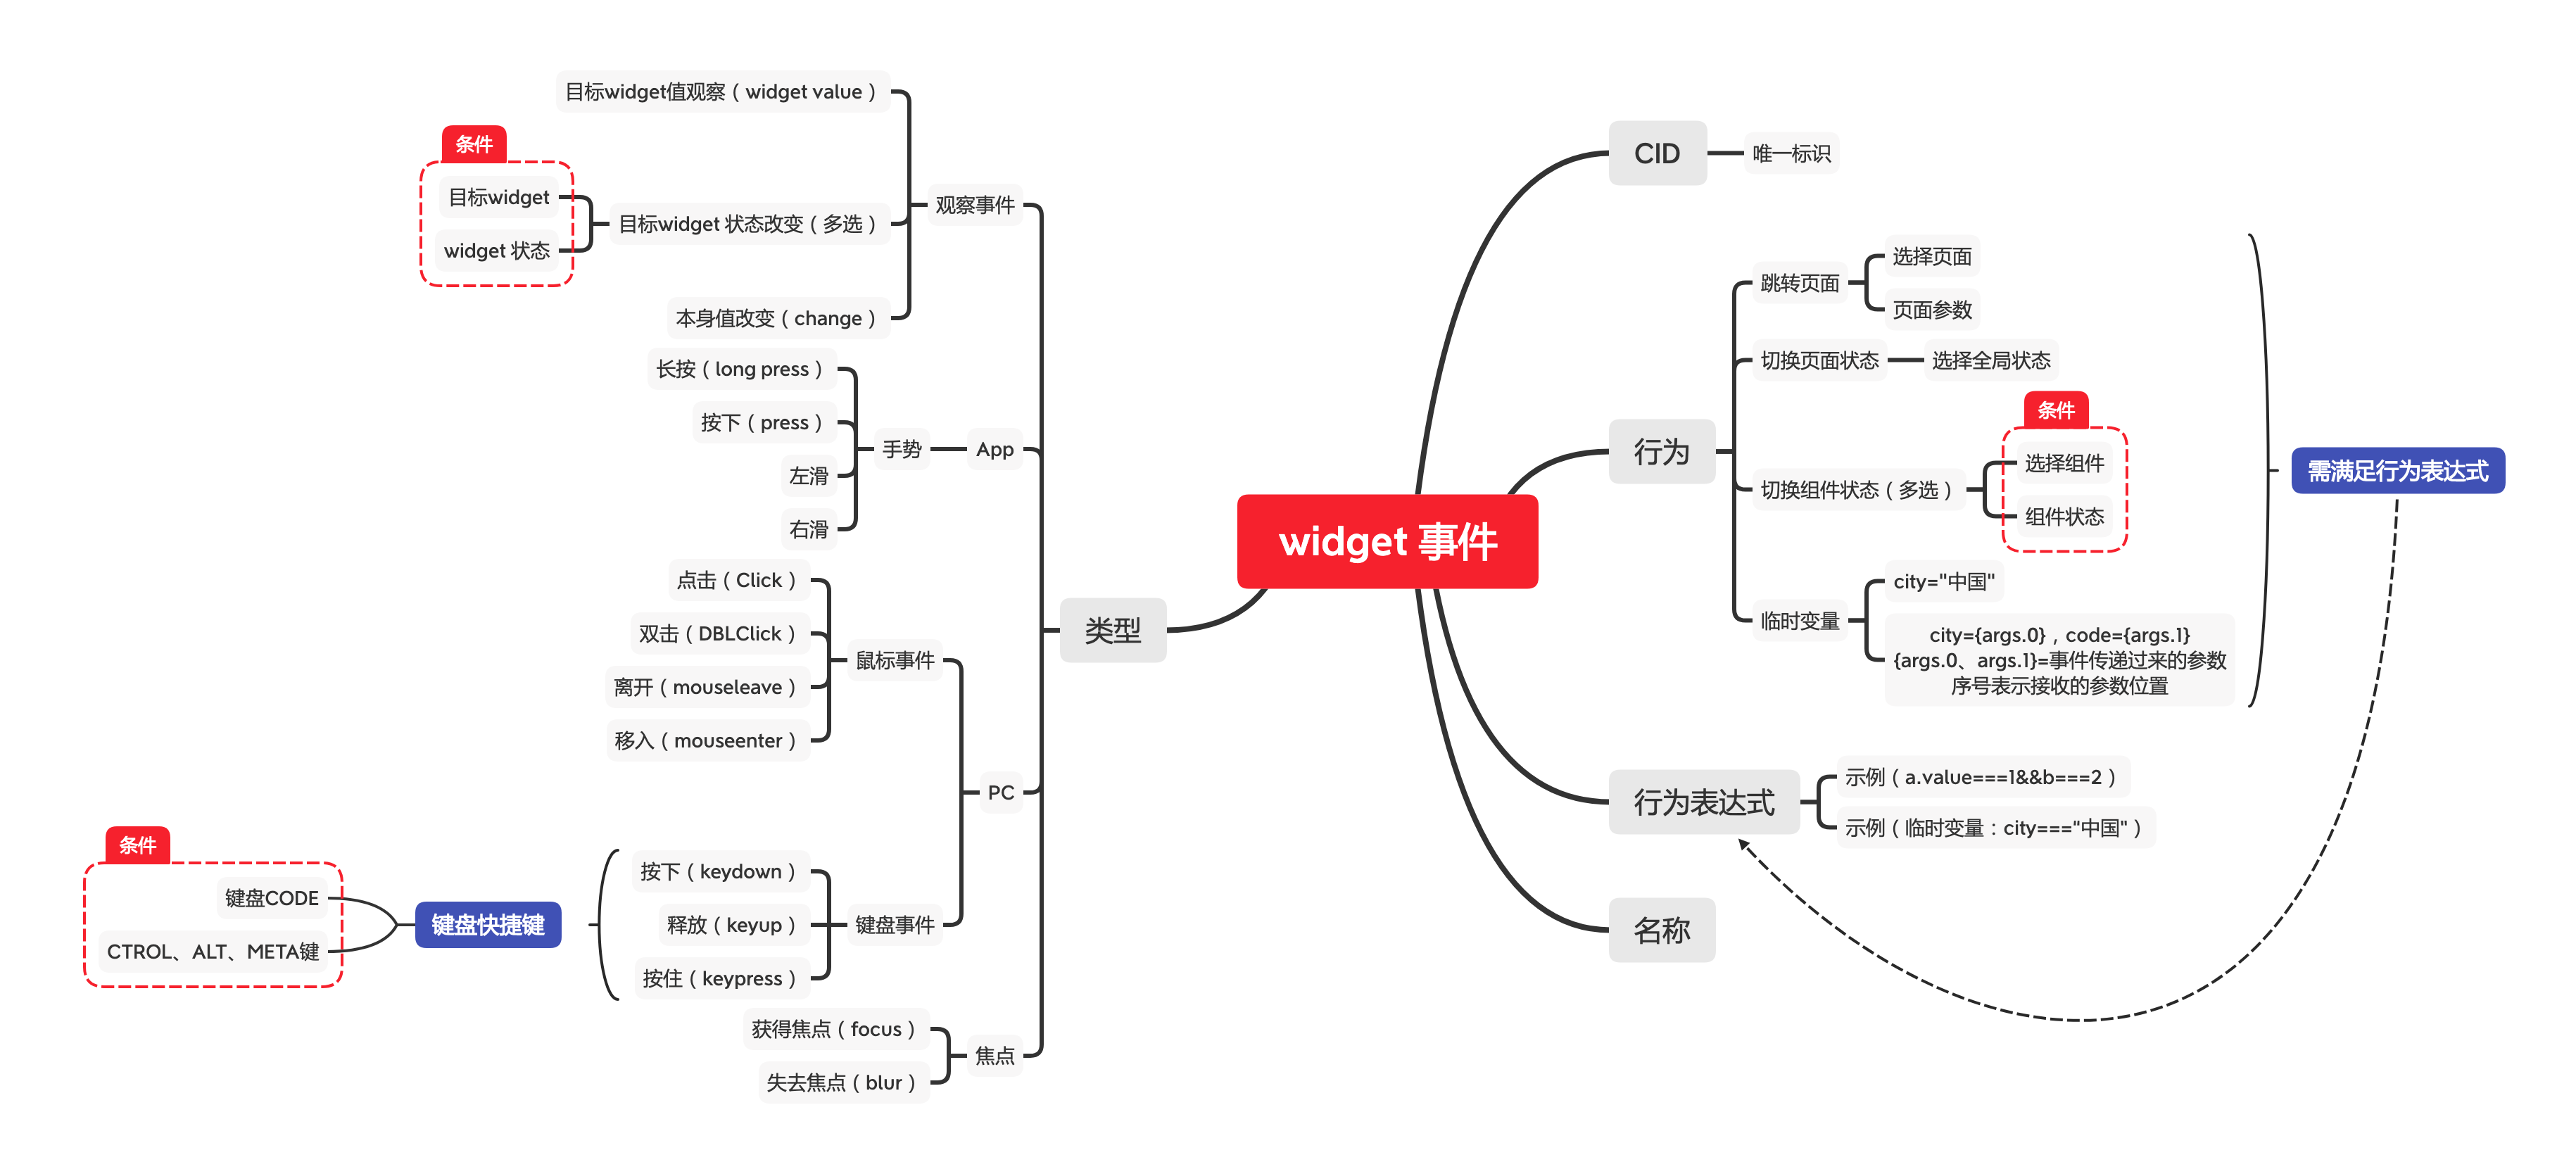 widget 事件
CID
唯一标识
行为
跳转页面
选择页面
页面参数
切换页面状态
选择全局状态
切换组件状态（多选）
条件
选择组件
组件状态
临时变量
city="中国"
city={args.0}，code={args.1}
{args.0、args.1}=事件传递过来的参数
序号表示接收的参数位置
需满足行为表达式
行为表达式
示例（a.value===1&&b===2）
示例（临时变量：city==="中国"）
名称
类型
观察事件
目标widget值观察（widget value）
目标widget 状态改变（多选）
条件
目标widget
widget 状态
本身值改变（change）
App
手势
长按（long press）
按下（press）
左滑
右滑
PC
鼠标事件
点击（Click）
双击（DBLClick）
离开（mouseleave）
移入（mouseenter）
键盘事件
按下（keydown）
释放（keyup）
按住（keypress）
键盘快捷键
条件
键盘CODE
CTROL、ALT、META键
焦点
获得焦点（focus）
失去焦点（blur）